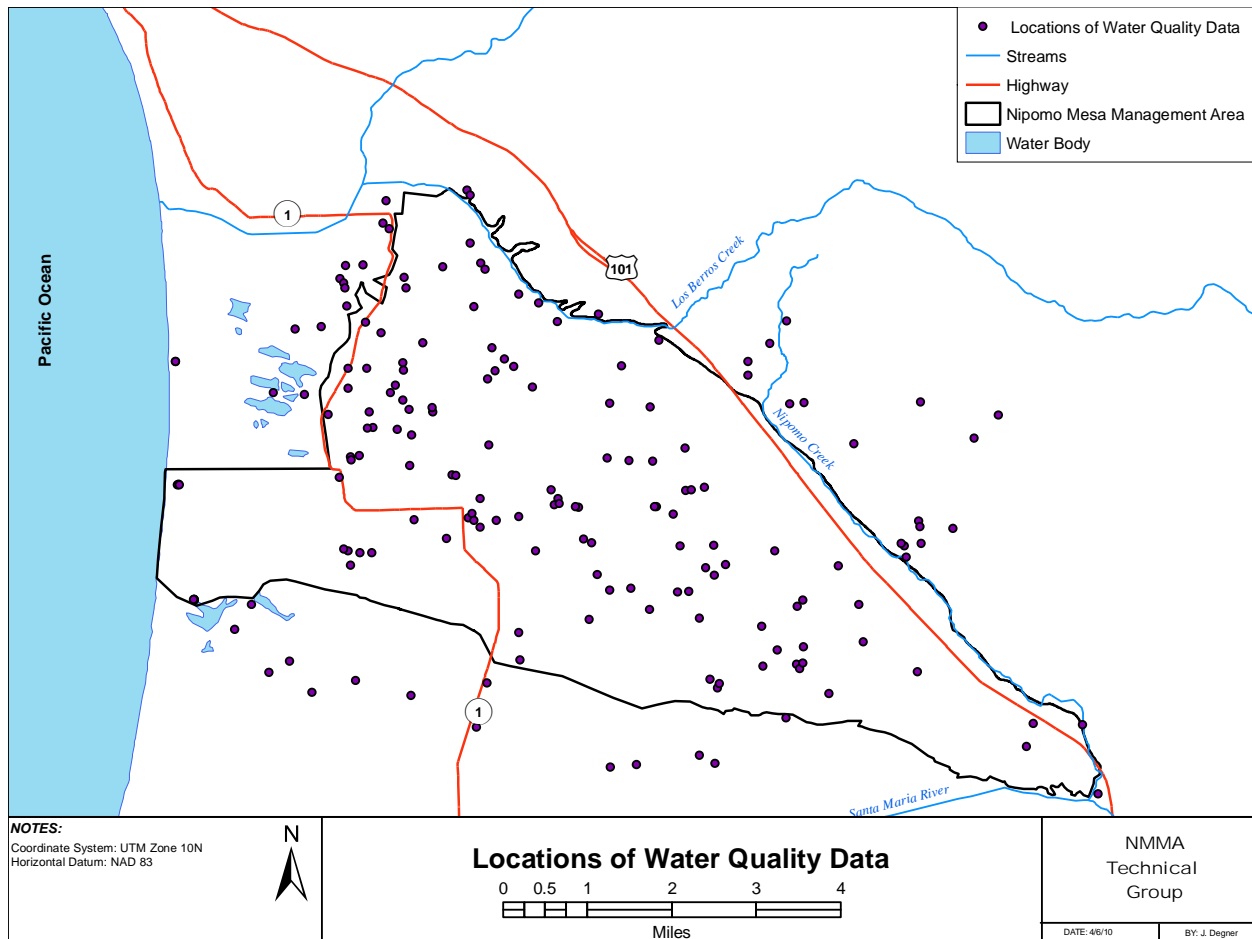 Locations of Water Quality Data
Streams
Highway
Nipomo Mesa Management Area
Water Body
1
101
Los Berros Creek
Pacific Ocean
Nipomo Creek
1
Santa Maria River
NOTES:
Coordinate System: UTM Zone 10N
Horizontal Datum: NAD 83
N
Locations of Water Quality Data
0 0.5 1 2 3 4
Miles
NMMA
Technical
Group
DATE: 4/6/10
BY: J. Degner